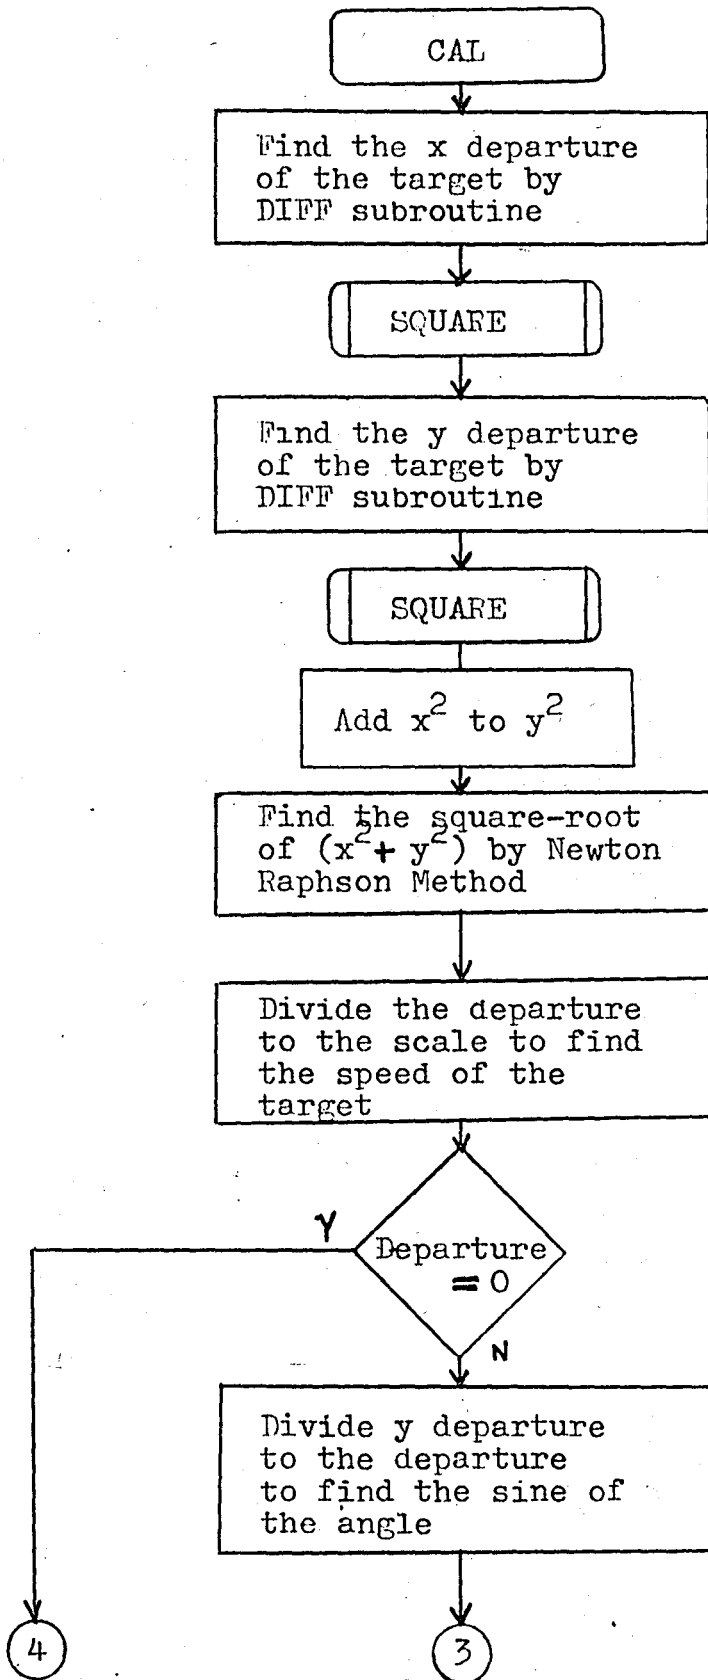 CAL
Find the x departure
of the target by
DIFF subroutine
SQUARE
Find the y departure
of the target by
DIFF subroutine
SQUARE
Add x² to y²
Find the square-root
of (x²+ y²) by Newton
Raphson Method
Divide the departure
to the scale to find
the speed of the
target
Y
Departure
= 0
N
Divide y departure
to the departure
to find the sine of
the angle
4
3